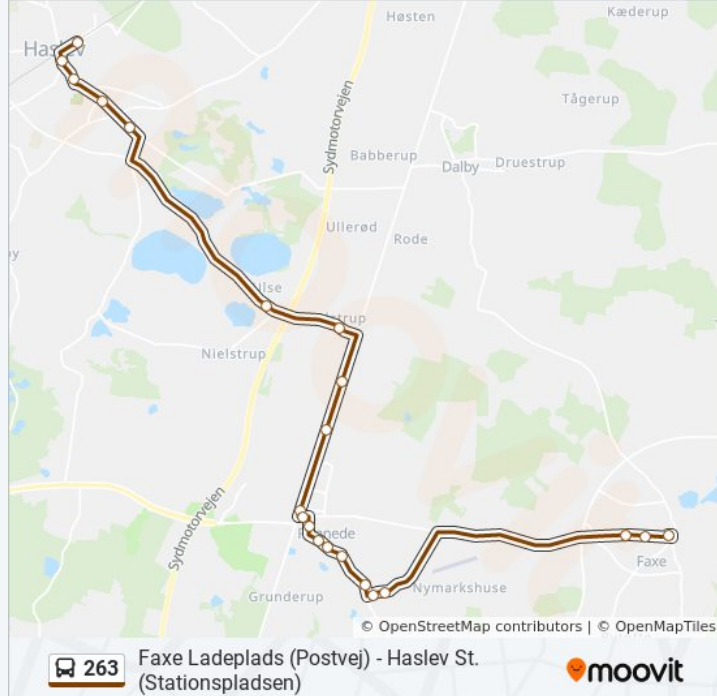 Høsten
Kæderup
Haslev
Tågerup
Sydmotorvejen
Babberup
Dalby
Druestrup
Ullerød
Rode
Nielstrup
Sydmotorvejen
Faxe
Nymarkshuse
Grunderup
© OpenStreetMap contributors | © OpenMapTiles
263
Faxe Ladeplads (Postvej) - Haslev St.
(Stationspladsen)
moovit